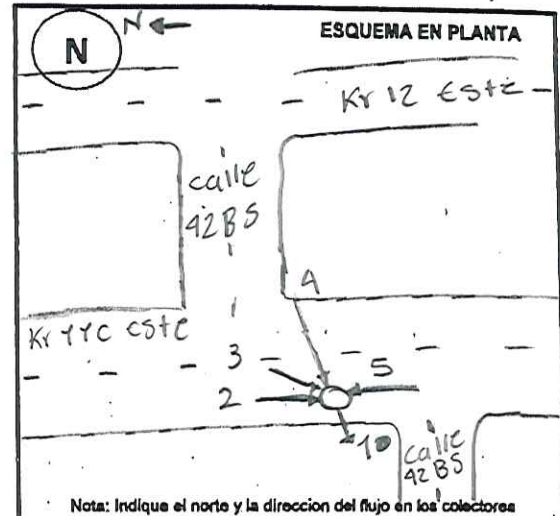 N ←
N
ESQUEMA EN PLANTA
Kr 12 Este
calle
42BS
4
Kr 11C este
3
5
2
10
calle
42BS
Nota: Indique el norte y la direccion del flujo en los colectores